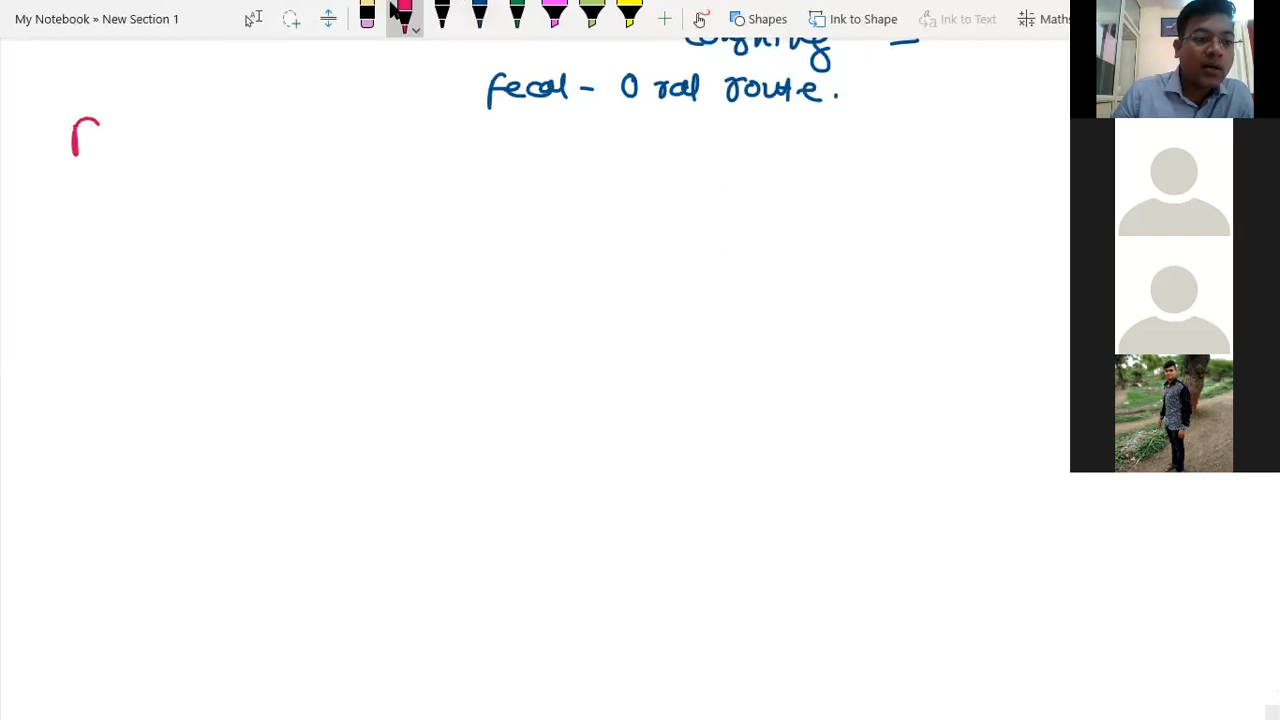 My Notebook » New Section 1
Shapes
Ink to Shape
Ink to Text
Maths
fecal - Oral route.